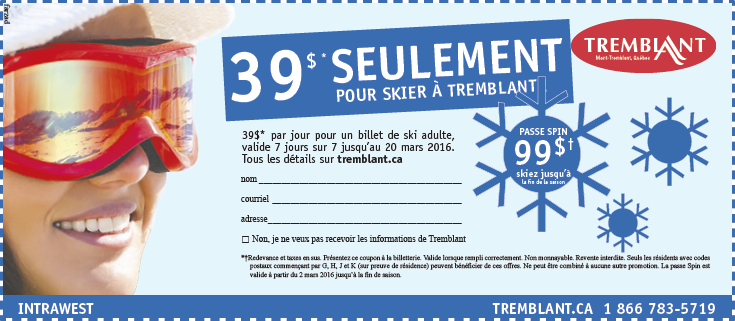 39$* SEULEMENT
POUR SKIER À TREMBLANT
TREMBLANT
Mont-Tremblant, Québec
39$* par jour pour un billet de ski adulte,
valide 7 jours sur 7 jusqu'au 20 mars 2016.
Tous les détails sur tremblant.ca
nom
courriel
adresse
□ Non, je ne veux pas recevoir les informations de Tremblant
PASSE SPIN
99$†
skiez jusqu'à
la fin de la saison
*†Redevance et taxes en sus. Présentez ce coupon à la billetterie. Valide lorsque rempli correctement. Non monnayable. Revente interdite. Seuls les résidents avec codes
postaux commençant par G, H, J et K (sur preuve de résidence) peuvent bénéficier de ces offres. Ne peut être combiné à aucune autre promotion. La passe Spin est
valide à partir du 2 mars 2016 jusqu'à la fin de saison.
INTRAWEST
TREMBLANT.CA 1 866 783-5719